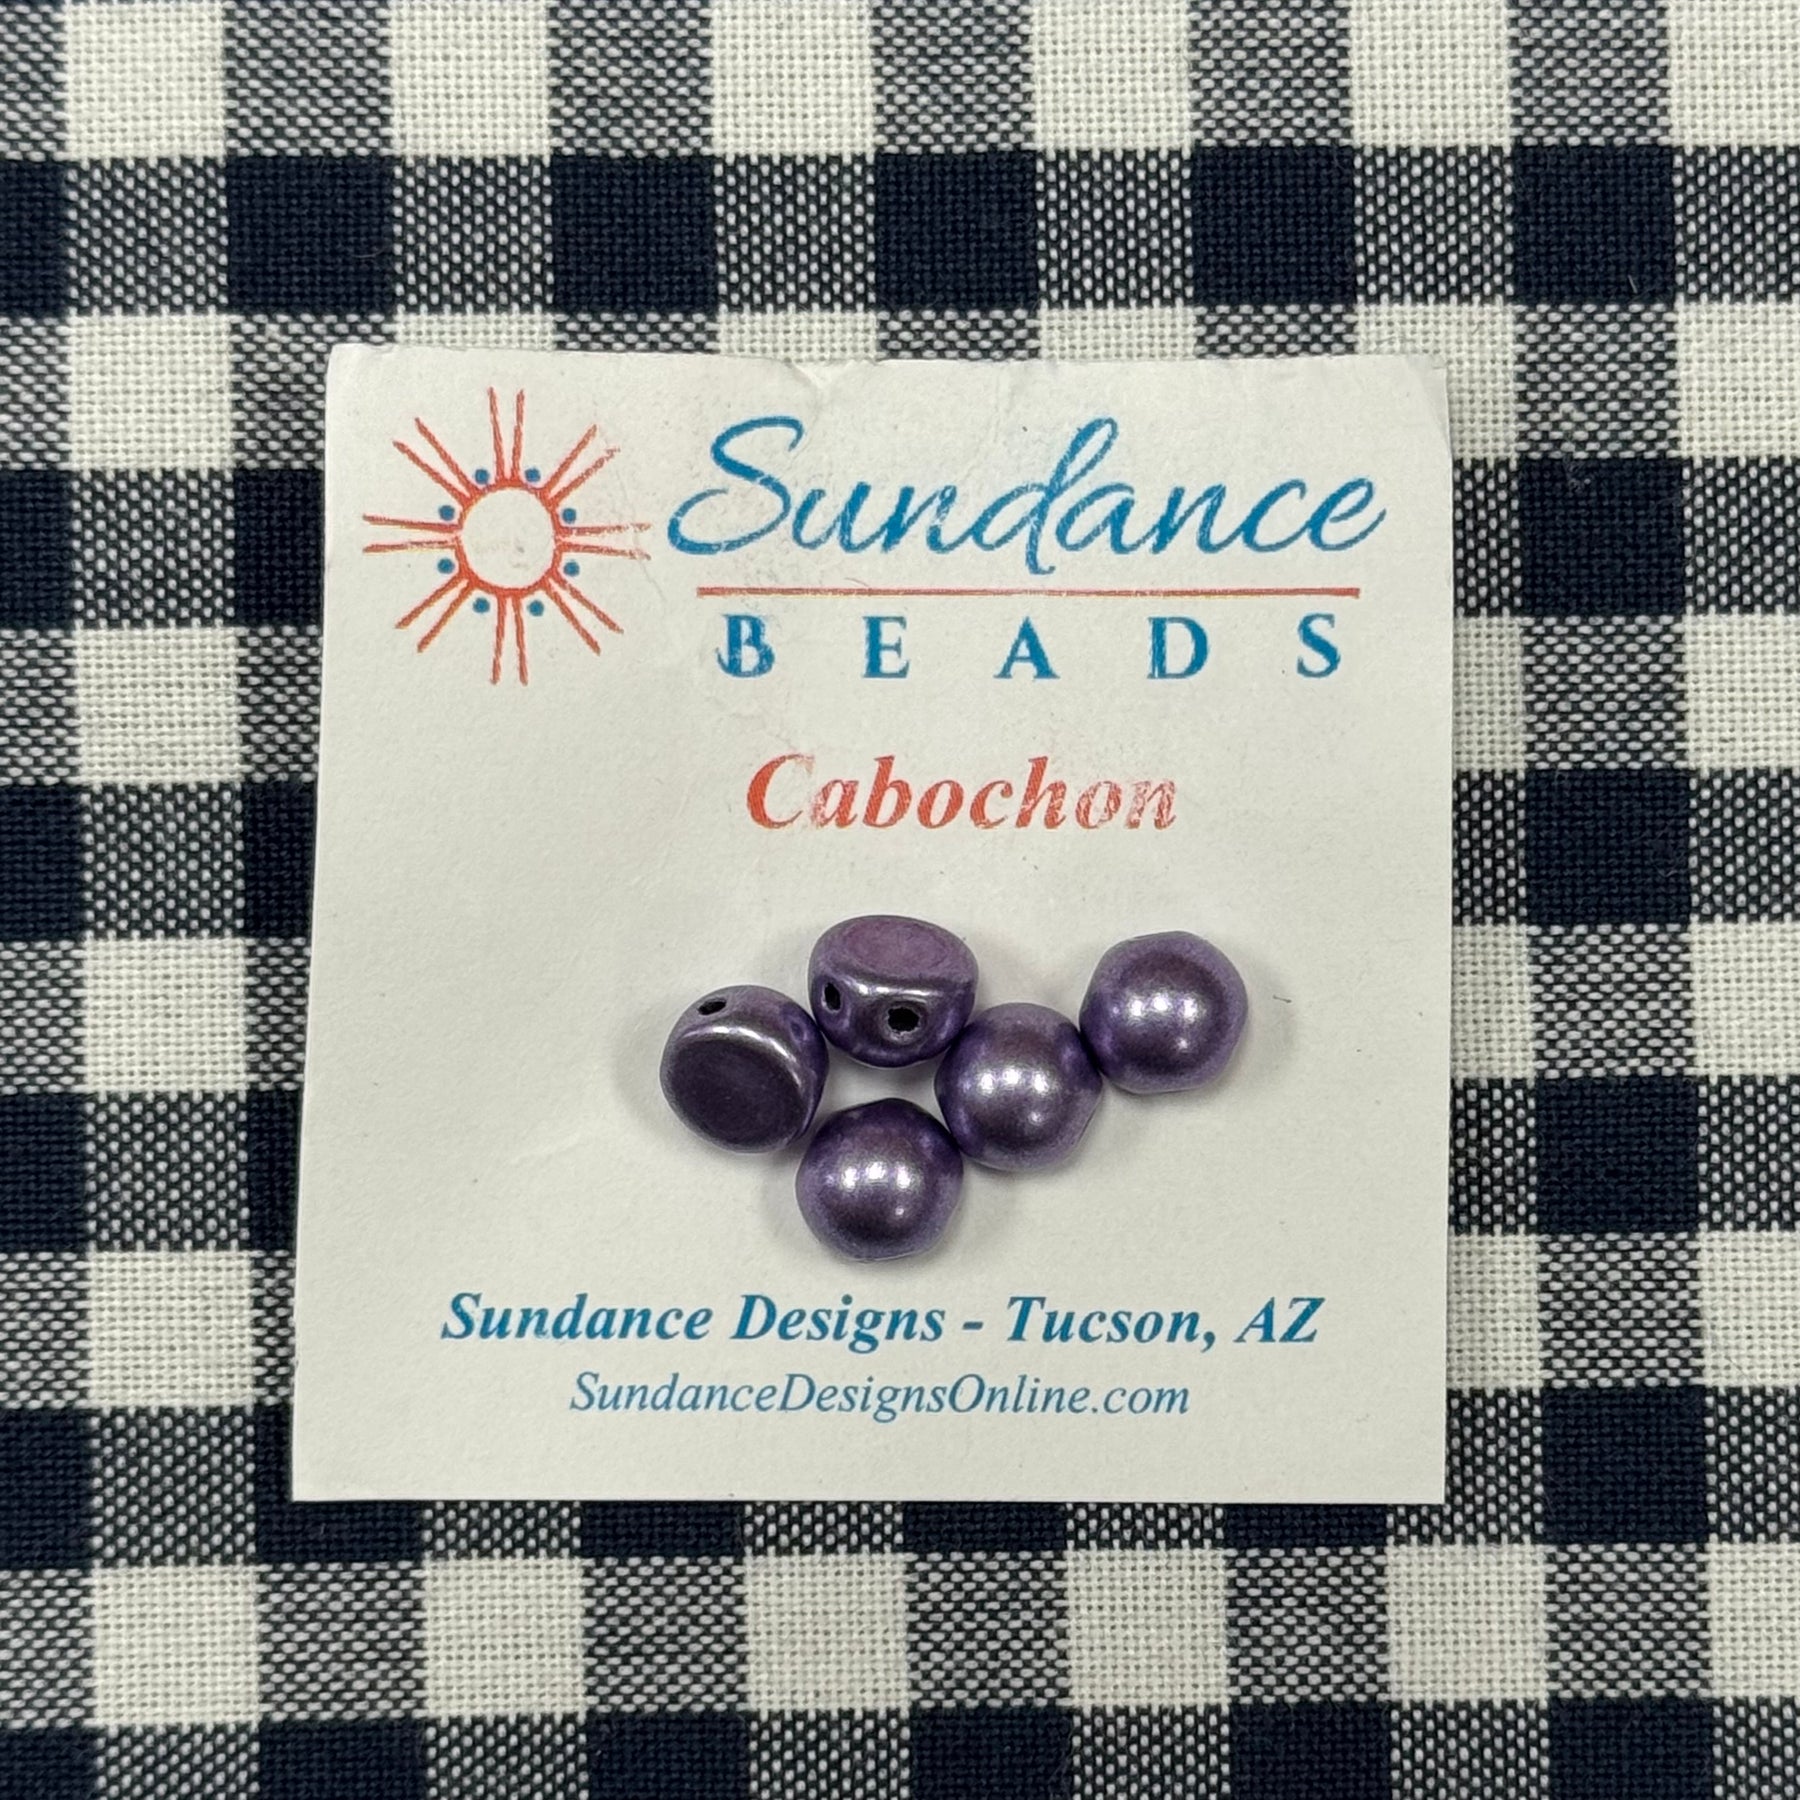 Sundance
BEADS
Cabochon
Sundance Designs - Tucson, AZ
SundanceDesignsOnline.com